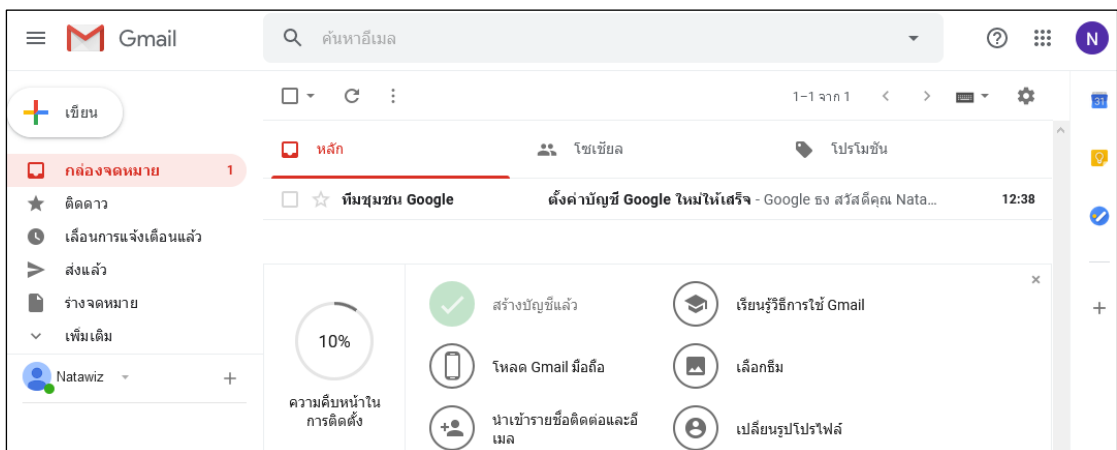 Gmail
ค้นหาอีเมล
N
เขียน
1-1 จาก 1
31
หลัก
โซเชียล
โปรโมชัน
กล่องจดหมาย 1
ทีมชุมชน Google ตั้งค่าบัญชี Google ใหม่ให้เสร็จ - Google ธง สวัสดีคุณ Nata... 12:38
ติดดาว
เลื่อนการแจ้งเตือนแล้ว
ส่งแล้ว
ร่างจดหมาย
เพิ่มเติม
Natawiz
10%
ความคืบหน้าใน
การติดตั้ง
สร้างบัญชีแล้ว
เรียนรู้วิธีการใช้ Gmail
โหลด Gmail มือถือ
เลือกธีม
นำเข้ารายชื่อติดต่อและอี
เมล
เปลี่ยนรูปโปรไฟล์